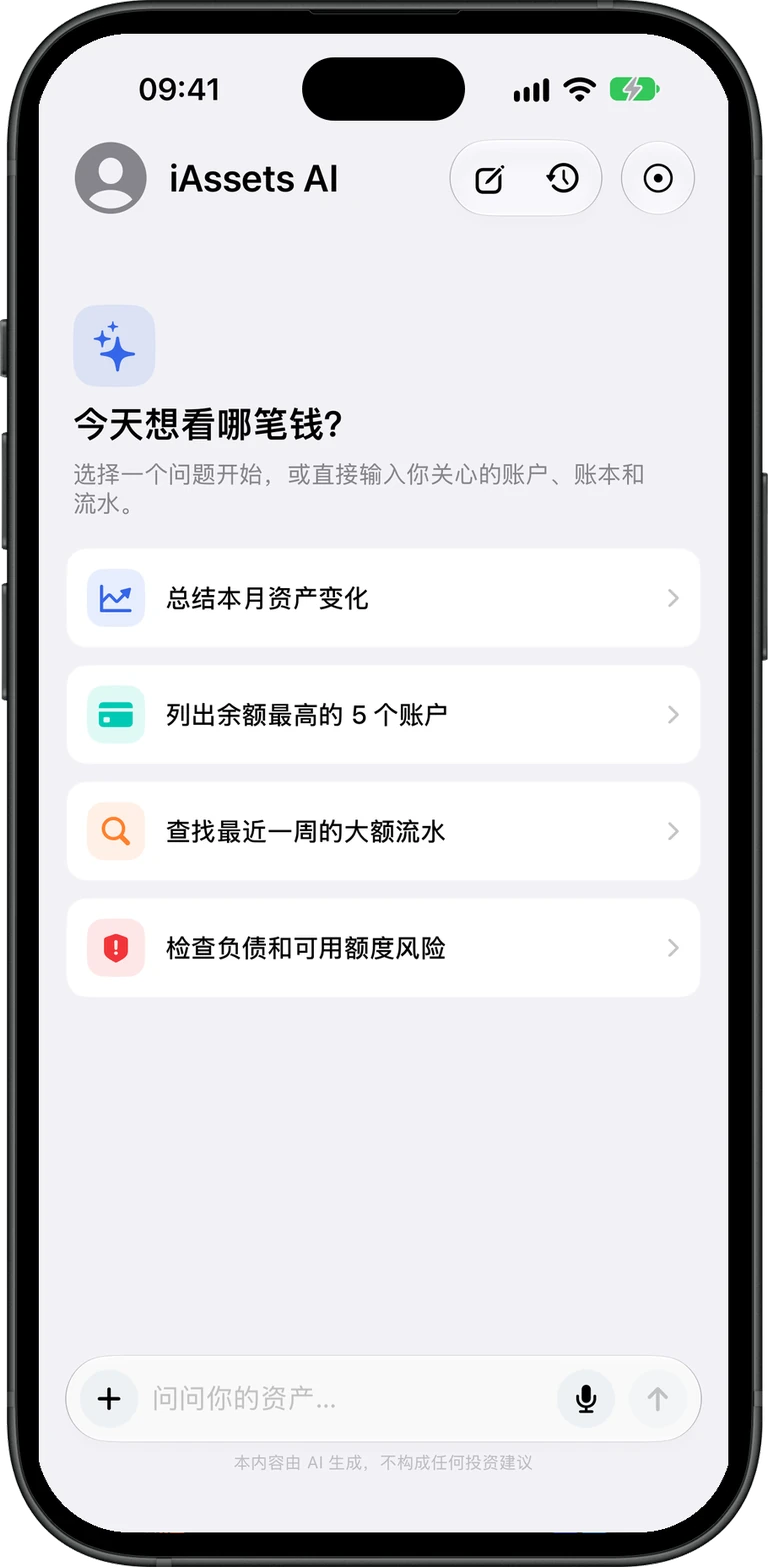 09:41
iAssets AI
今天想看哪笔钱?
选择一个问题开始，或直接输入你关心的账户、账本和
流水。
总结本月资产变化
列出余额最高的 5 个账户
查找最近一周的大额流水
检查负债和可用额度风险
问问你的资产...
本内容由 AI 生成，不构成任何投资建议